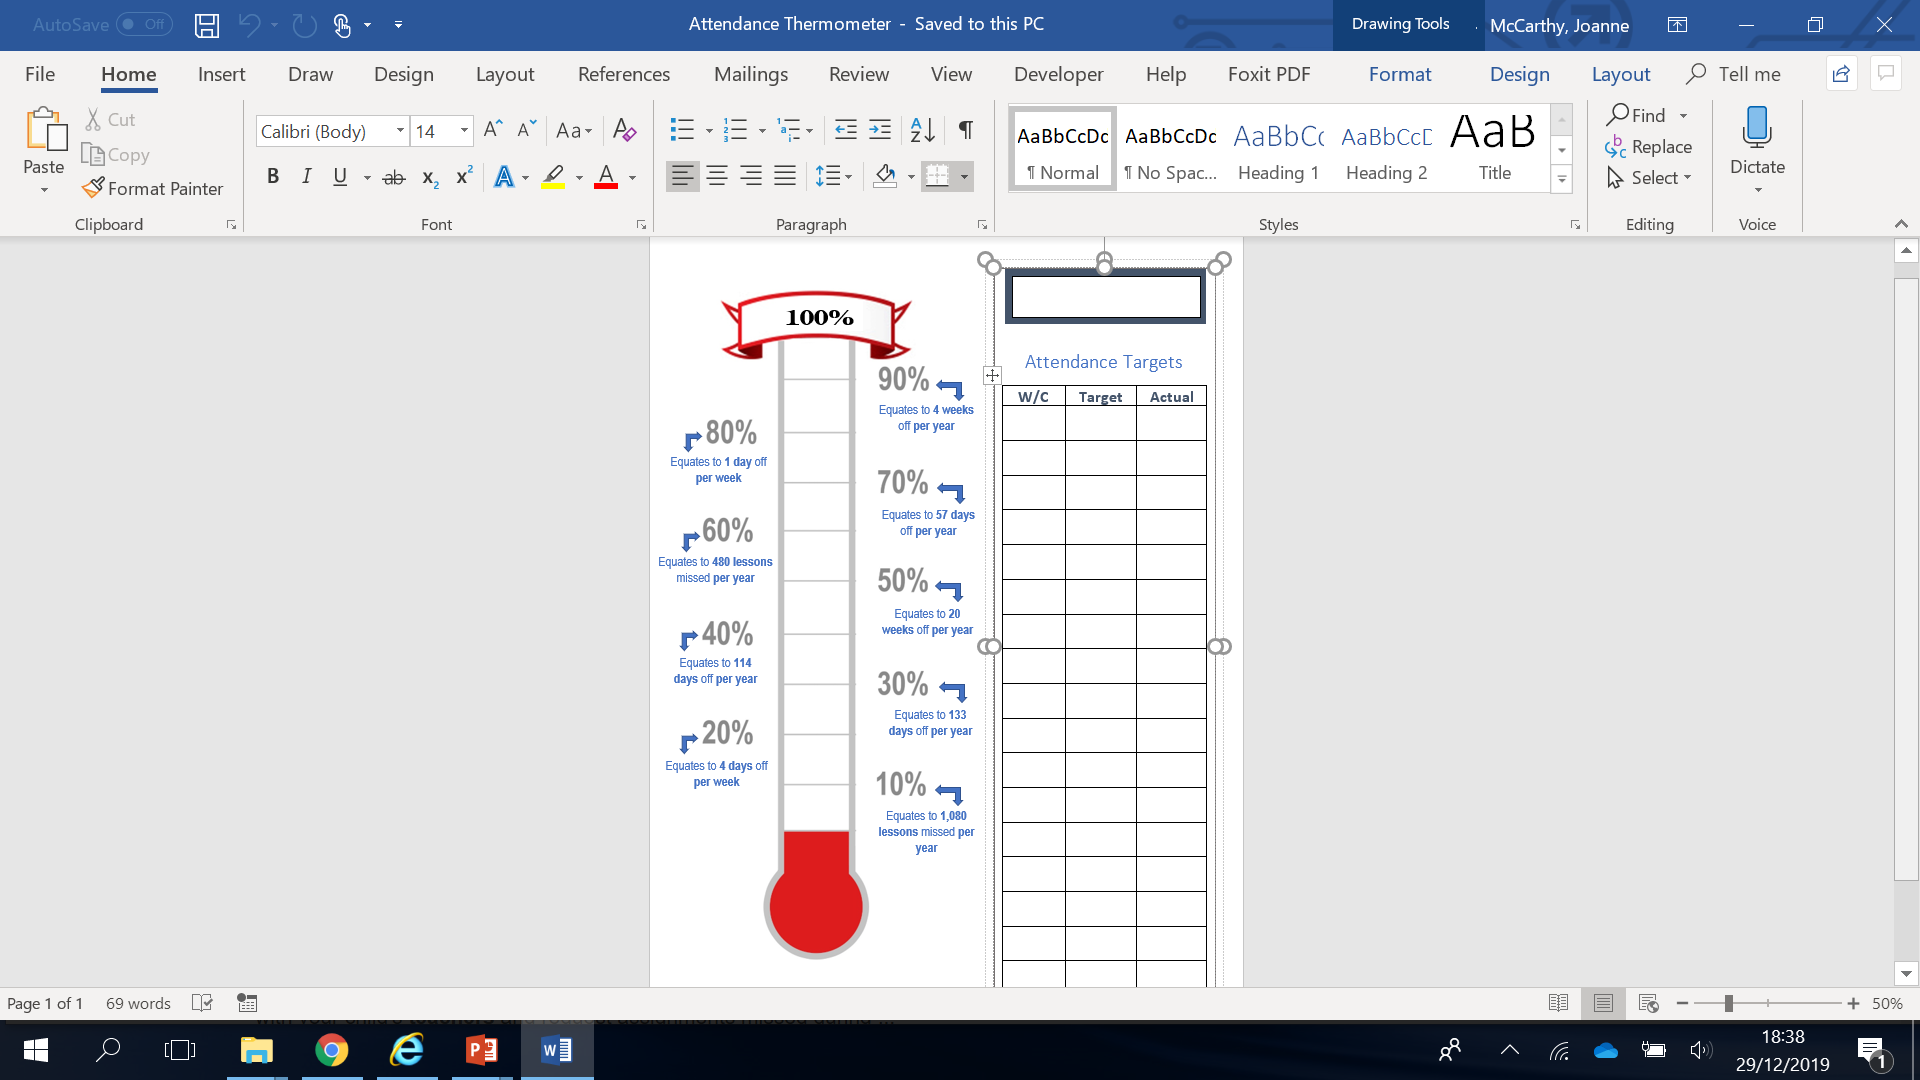 AutoSave Off
Attendance Thermometer - Saved to this PC
Drawing Tools
McCarthy, Joanne
File Home Insert Draw Design Layout References Mailings Review View Developer Help Foxit PDF Format Design Layout Tell me
Paste
Cut
Copy
Format Painter
Clipboard
Calibri (Body) 14
Font
Paragraph
AaBbCcDc AaBbCcDc AaBbCc AaBbCcD AaB
¶ Normal ¶ No Spac... Heading 1 Heading 2 Title
Styles
Find
Replace
Select
Editing
Dictate
Voice
100%
90%
Equates to 4 weeks
off per year
80%
Equates to 1 day off
per week
70%
Equates to 57 days
off per year
60%
Equates to 480 lessons
missed per year
50%
Equates to 20
weeks off per year
40%
Equates to 114
days off per year
30%
Equates to 133
days off per year
20%
Equates to 4 days off
per week
10%
Equates to 1,080
lessons missed per
year
Attendance Targets
W/C Target Actual
Page 1 of 1 69 words
50%
18:38
29/12/2019
1